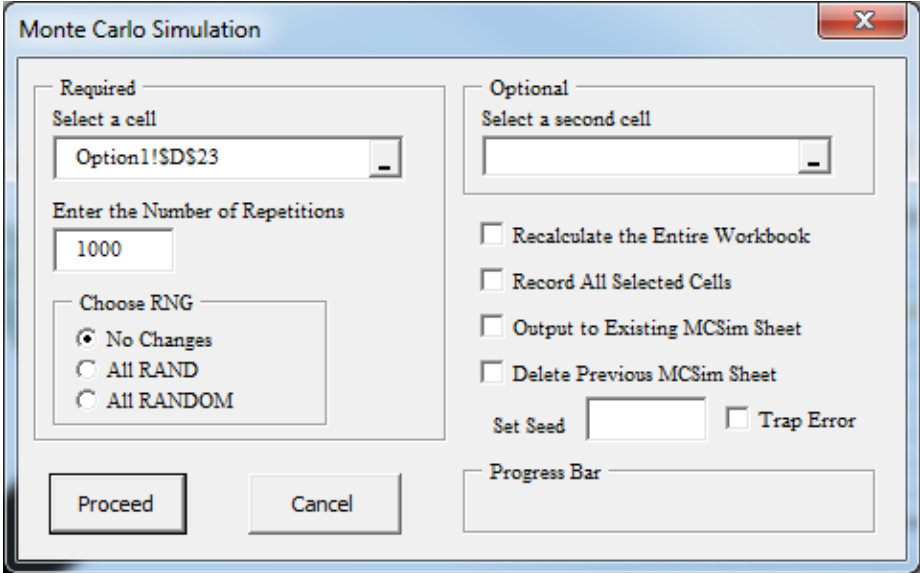 Monte Carlo Simulation
Required
Select a cell
Option1!$D$23
Enter the Number of Repetitions
1000
Choose RNG
No Changes
All RAND
All RANDOM
Optional
Select a second cell
Recalculate the Entire Workbook
Record All Selected Cells
Output to Existing MCSim Sheet
Delete Previous MCSim Sheet
Set Seed
Trap Error
Progress Bar
Proceed
Cancel